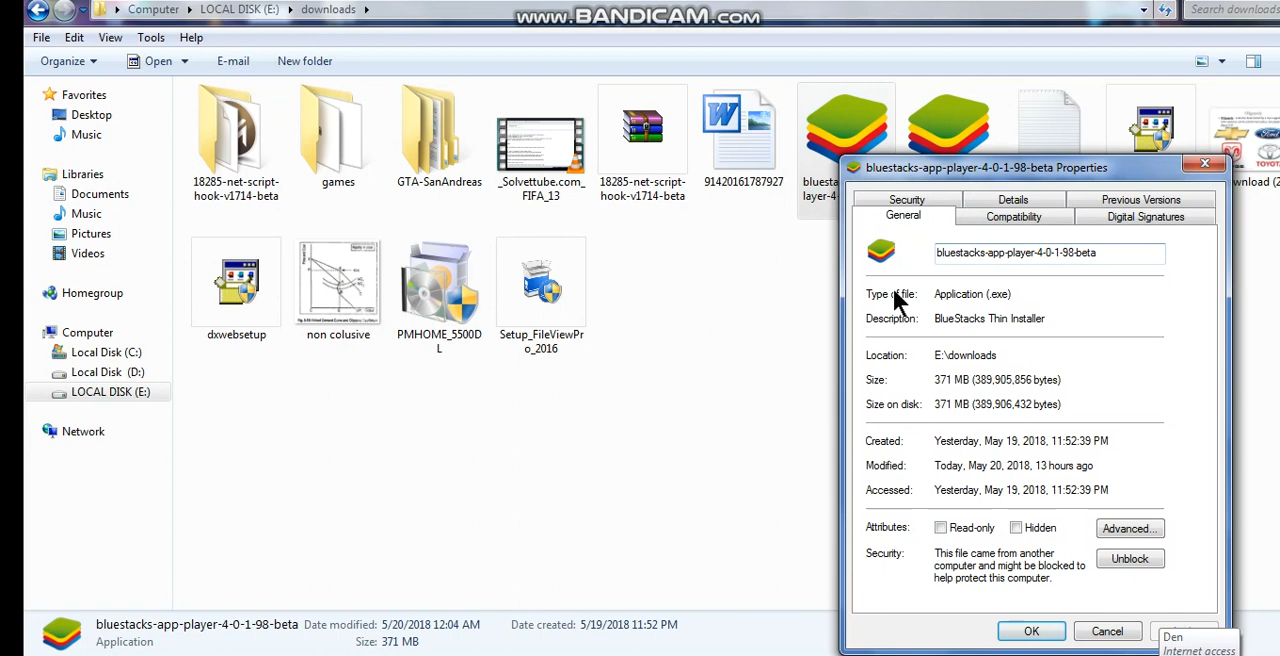 Computer
LOCAL DISK (E:)
downloads
www.BANDICAM.com
Search downloads
File
Edit
View
Tools
Help
Organize
Open
E-mail
New folder
Favorites
Desktop
Music
Libraries
Documents
Music
Pictures
Videos
Homegroup
Computer
Local Disk (C:)
Local Disk (D:)
LOCAL DISK (E:)
Network
18285-net-script-
hook-v1714-beta
games
GTA-SanAndreas
_Solvettube.com_
FIFA_13
18285-net-script-
hook-v1714-beta
91420161787927
bluestacks-app-player-4-0-1-98-beta Properties
Security
Details
Previous Versions
General
Compatibility
Digital Signatures
bluestacks-app-player-4-0-1-98-beta
Type of file:
Application (.exe)
Description:
BlueStacks Thin Installer
Location:
E:\downloads
Size:
371 MB (389,905,856 bytes)
Size on disk:
371 MB (389,906,432 bytes)
Created:
Yesterday, May 19, 2018, 11:52:39 PM
Modified:
Today, May 20, 2018, 13 hours ago
Accessed:
Yesterday, May 19, 2018, 11:52:39 PM
Attributes:
Read-only
Hidden
Advanced...
Security:
This file came from another
computer and might be blocked to
help protect this computer.
Unblock
OK
Cancel
Den
Internet access
dxwebsetup
non colusive
PMHOME_5500D
L
Setup_FileViewPr
o_2016
bluestacks-app-player-4-0-1-98-beta
Application
Date modified: 5/20/2018 12:04 AM
Size: 371 MB
Date created: 5/19/2018 11:52 PM